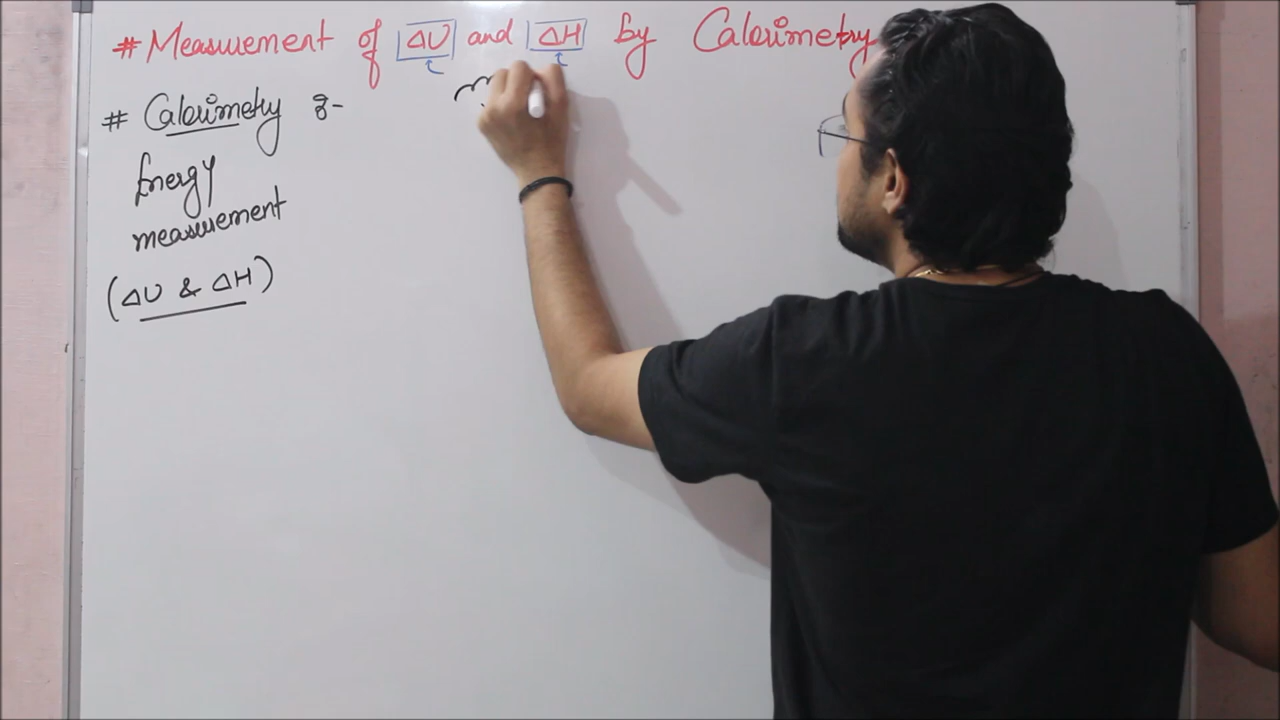 # Measurement of ΔU and ΔH by Calorimetry
# Calorimetry :-
Energy
measurement
(ΔU & ΔH)